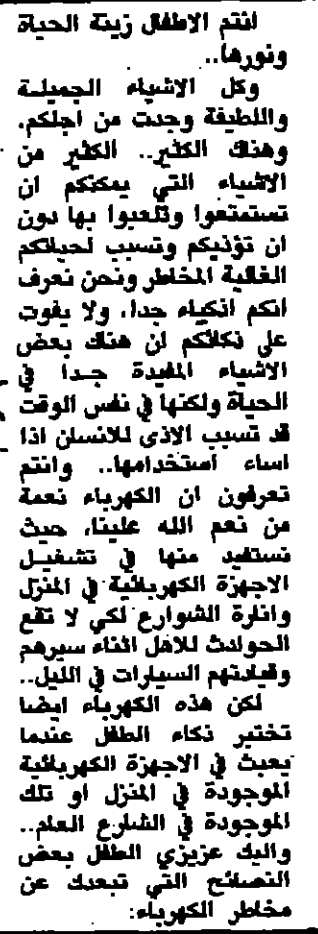 انتم الاطفال زينة الحياة
ونورها..
وكل الاشياء الجميلة
واللطيفة وجدت من اجلكم.
وهناك الكثير.. الكثير من
الاشياء التي يمكنكم ان
تستمتعوا وتلعبوا بها دون
ان تؤذيكم وتسبب لحياتكم
الغالية المخاطر ونحن نعرف
انكم اذكياء جدا، ولا يفوت
على ذكائكم ان هناك بعض
الاشياء المفيدة جدا في
الحياة ولكنها في نفس الوقت
قد تسبب الاذى للانسان اذا
اساء استخدامها.. وانتم
تعرفون ان الكهرباء نعمة
من نعم الله علينا، حيث
نستفيد منها في تشغيل
الاجهزة الكهربائية في المنزل
وانارة الشوارع لكي لا تقع
الحوادث للاهل اثناء سيرهم
وقيادتهم السيارات في الليل..
لكن هذه الكهرباء ايضا
تختبر ذكاء الطفل عندما
يعبث في الاجهزة الكهربائية
الموجودة في المنزل او تلك
الموجودة في الشارع العام..
واليك عزيزي الطفل بعض
النصائح التي تبعدك عن
مخاطر الكهرباء: